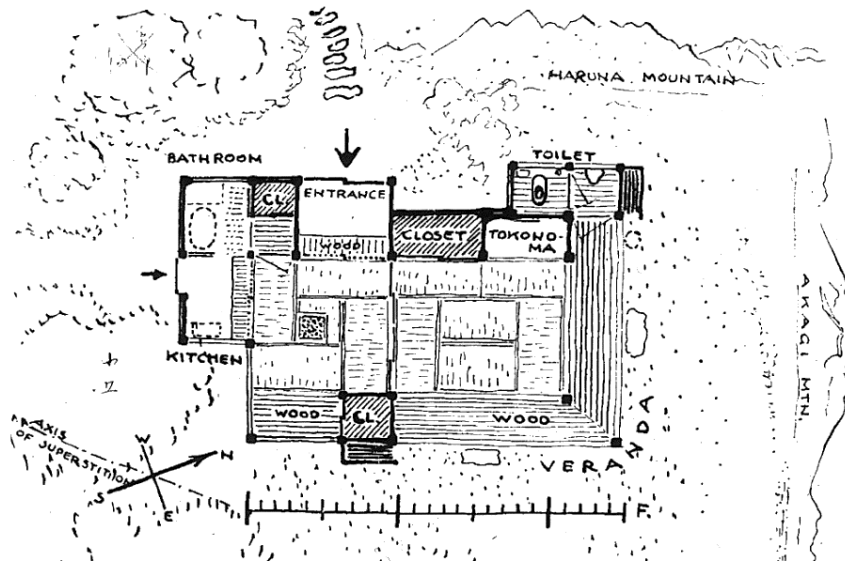 HARUNA MOUNTAIN
BATHROOM
TOILET
CL.
ENTRANCE
WOOD
CLOSET
TOKONO-
MA
AKAGI MTN.
KITCHEN
WOOD
CL.
WOOD
VERANDA
AXIS
OF SUPERSTITION
W
N
S
E
F.